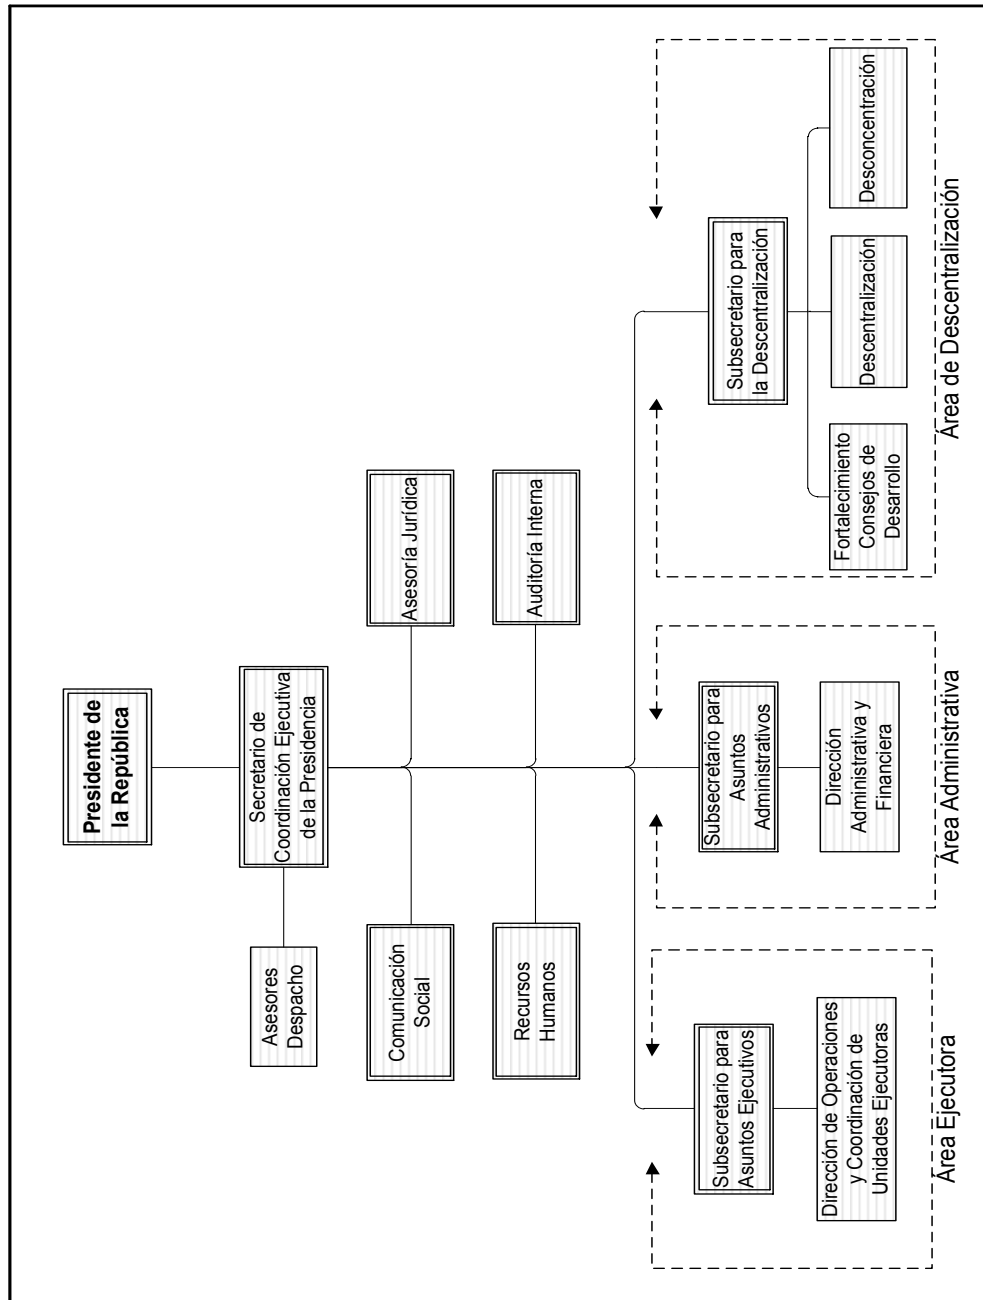 Presidente de
la República
Secretario de
Coordinación Ejecutiva
de la Presidencia
Asesores
Despacho
Comunicación
Social
Asesoría Jurídica
Recursos
Humanos
Auditoría Interna
Subsecretario para
Asuntos Ejecutivos
Dirección de Operaciones
y Coordinación de
Unidades Ejecutoras
Área Ejecutora
Subsecretario para
Asuntos
Administrativos
Dirección
Administrativa y
Financiera
Área Administrativa
Subsecretario para
la Descentralización
Fortalecimiento
Consejos de
Desarrollo
Descentralización
Desconcentración
Área de Descentralización